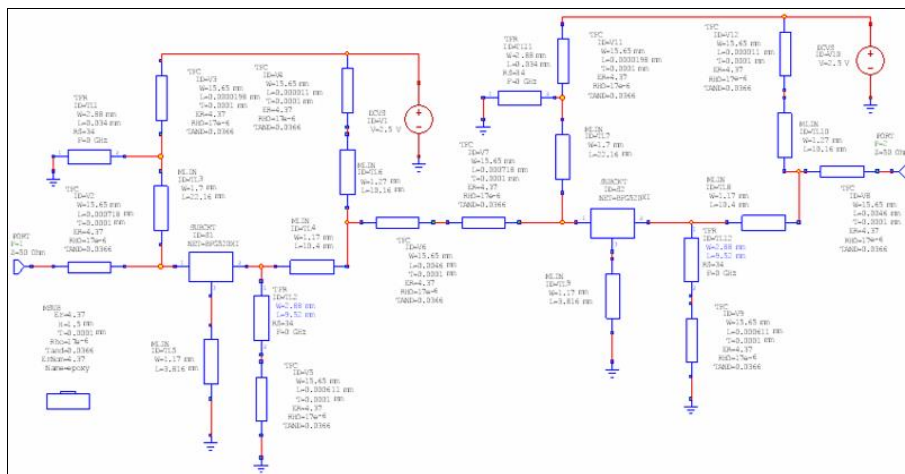 TFR
ID=V11
W=2.88 mm
L=0.034 mm
RS=34
F=0 GHz
TFC
ID=V3
W=15.65 mm
L=0.0000198 mm
T=0.0001 mm
ER=4.37
RHO=17e-6
TAND=0.0366
TFC
ID=V4
W=15.65 mm
L=0.000011 mm
T=0.0001 mm
ER=4.37
RHO=17e-6
TAND=0.0366
V=2.5 V
TFC
ID=V2
W=15.65 mm
L=0.000718 mm
T=0.0001 mm
ER=4.37
RHO=17e-6
TAND=0.0366
MLIN
ID=TL3
W=1.7 mm
L=22.16 mm
MLIN
ID=TL6
W=1.27 mm
L=10.16 mm
PORT
P=1
Z=50 Ohm
SUBCKT
ID=S1
NET=BFG520XI
MLIN
ID=TL4
W=1.17 mm
L=10.4 mm
MSUB
Er=4.37
H=1.5 mm
T=0.0001 mm
Rho=17e-6
Tand=0.0366
ErNom=4.37
Name=epoxy
MLIN
ID=TL5
W=1.17 mm
L=3.816 mm
TFR
ID=TL2
W=2.88 mm
L=9.52 mm
RS=34
F=0 GHz
TFC
ID=V5
W=15.65 mm
L=0.000611 mm
T=0.0001 mm
ER=4.37
RHO=17e-6
TAND=0.0366
TFC
ID=V6
W=15.65 mm
L=0.0046 mm
T=0.0001 mm
ER=4.37
RHO=17e-6
TAND=0.0366
TFC
ID=V7
W=15.65 mm
L=0.000718 mm
T=0.0001 mm
ER=4.37
RHO=17e-6
TAND=0.0366
TFR
ID=V111
W=2.88 mm
L=0.034 mm
RS=34
F=0 GHz
TFC
ID=V11
W=15.65 mm
L=0.0000198 mm
T=0.0001 mm
ER=4.37
RHO=17e-6
TAND=0.0366
TFC
ID=V12
W=15.65 mm
L=0.000011 mm
T=0.0001 mm
ER=4.37
RHO=17e-6
TAND=0.0366
ID=V10
V=2.5 V
MLIN
ID=TL7
W=1.7 mm
L=22.16 mm
MLIN
ID=TL10
W=1.27 mm
L=10.16 mm
PORT
P=2
Z=50 Ohm
SUBCKT
ID=S2
NET=BFG520XI
MLIN
ID=TL8
W=1.17 mm
L=10.4 mm
TFC
ID=V8
W=15.65 mm
L=0.0046 mm
T=0.0001 mm
ER=4.37
RHO=17e-6
TAND=0.0366
MLIN
ID=TL9
W=1.17 mm
L=3.816 mm
TFR
ID=TL12
W=2.88 mm
L=9.52 mm
RS=34
F=0 GHz
TFC
ID=V9
W=15.65 mm
L=0.000611 mm
T=0.0001 mm
ER=4.37
RHO=17e-6
TAND=0.0366